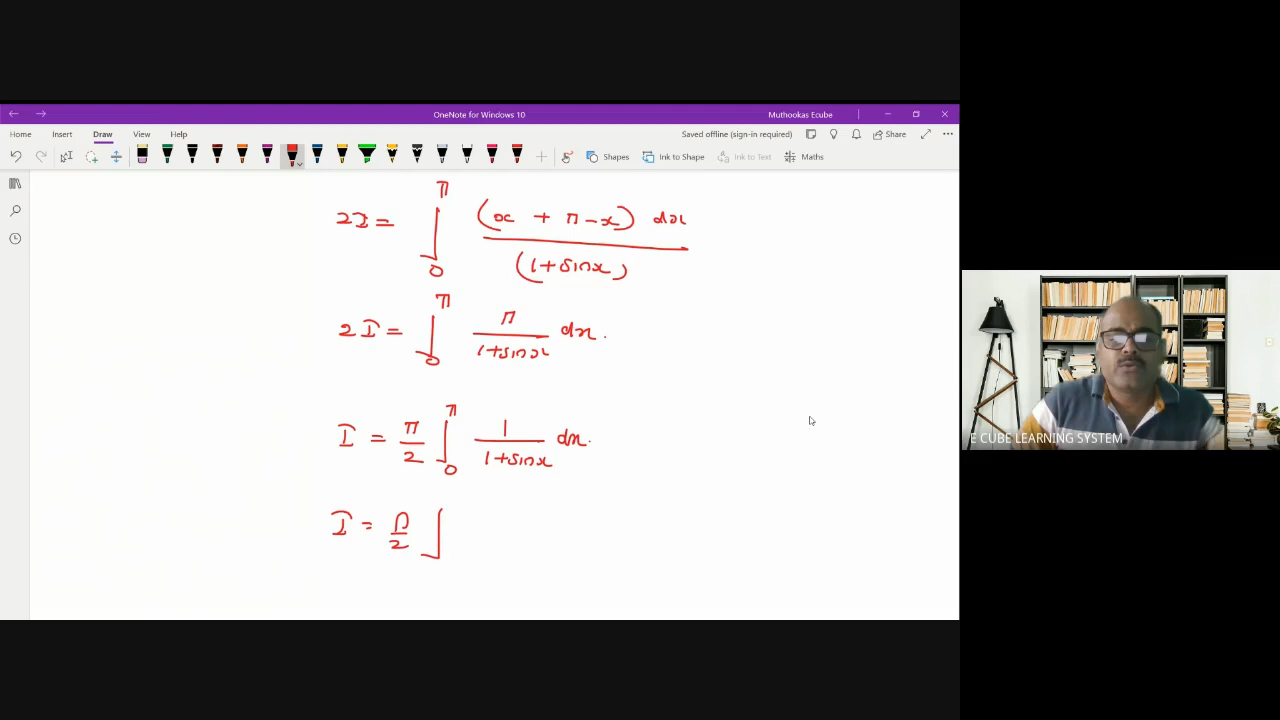 OneNote for Windows 10
Muthookas Ecube
Home Insert Draw View Help
Saved offline (sign-in required)
Share
Shapes
Ink to Shape
Ink to Text
Maths
2I = ∫₀^π (x + π - x) dx / (1 + sinx)
2I = ∫₀^π π / (1+sinx) dx.
I = π/2 ∫₀^π 1 / (1+sinx) dx.
I = π/2 ∫
E CUBE LEARNING SYSTEM